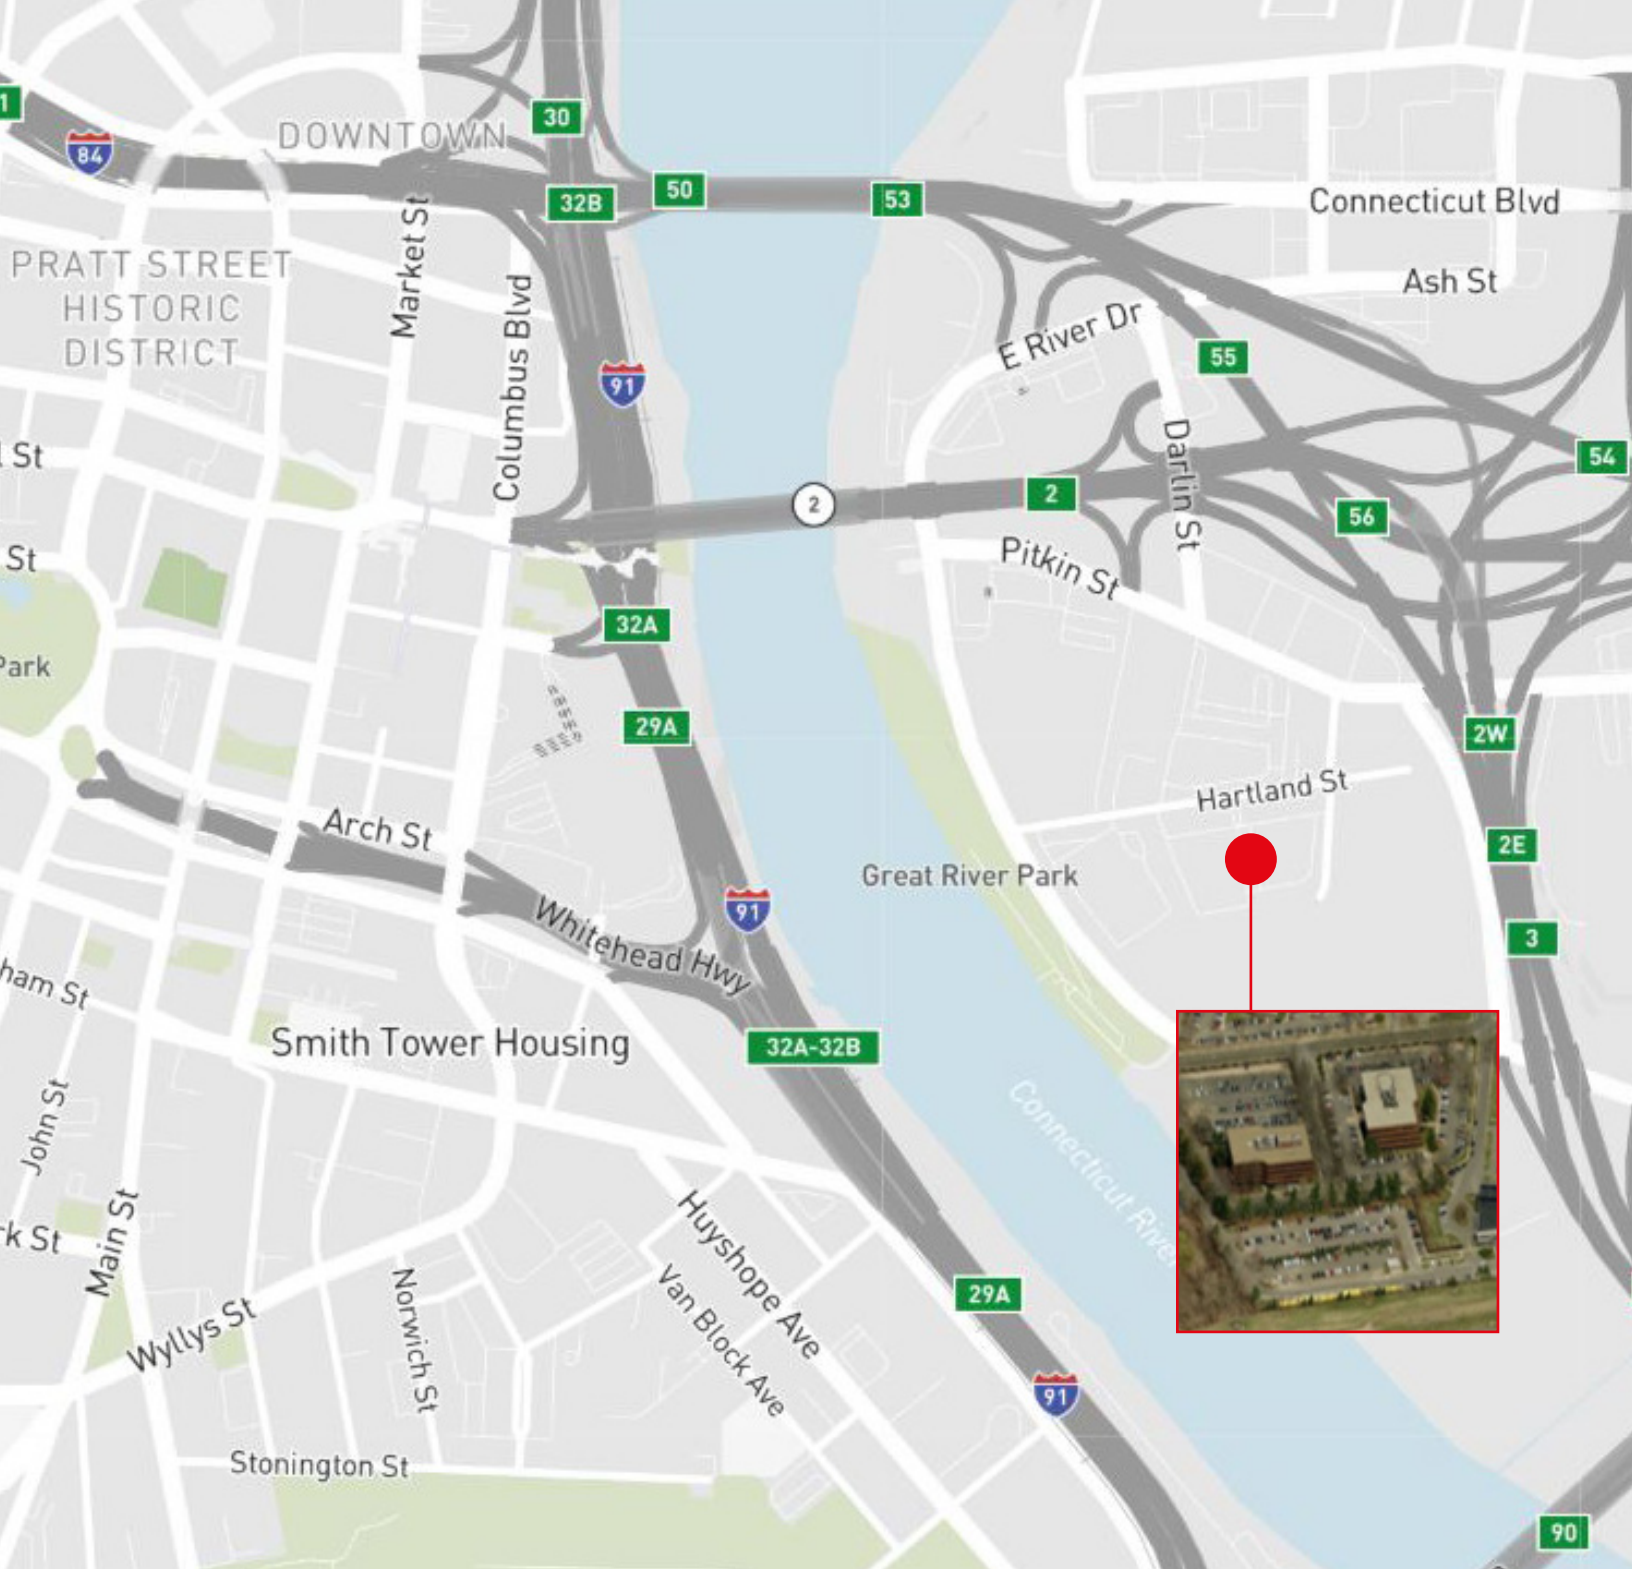 1
84
DOWNTOWN
30
32B
50
53
Connecticut Blvd
PRATT STREET
HISTORIC
DISTRICT
Market St
Columbus Blvd
91
E River Dr
Ash St
55
l St
2
2
Darlin St
54
56
St
Pitkin St
32A
Park
29A
2W
Hartland St
Arch St
2E
Great River Park
91
Whitehead Hwy
3
ham St
Smith Tower Housing
32A-32B
John St
Connecticut River
Main St
rk St
Huyshope Ave
Van Block Ave
Norwich St
Wyllys St
29A
91
Stonington St
90